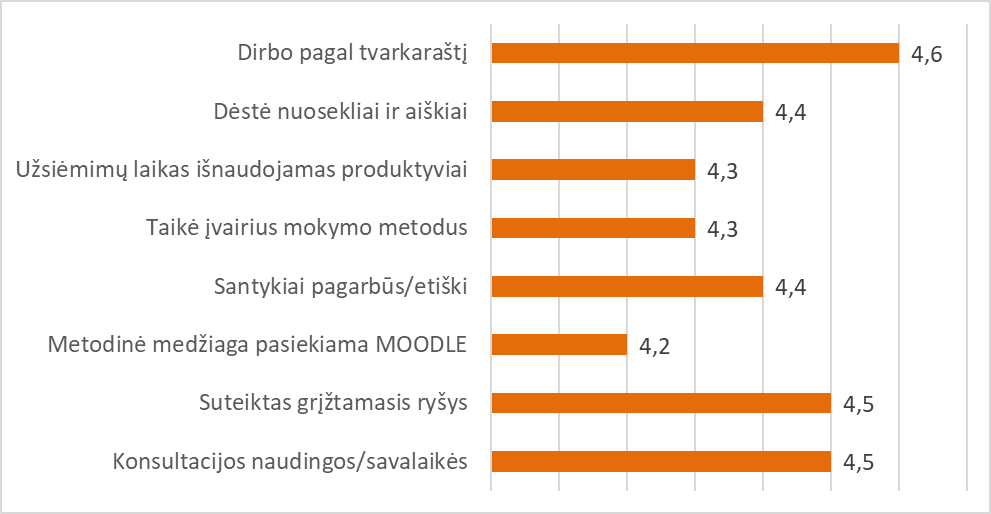 Dirbo pagal tvarkaraštį 4,6
Dėstė nuosekliai ir aiškiai 4,4
Užsiėmimų laikas išnaudojamas produktyviai 4,3
Taikė įvairius mokymo metodus 4,3
Santykiai pagarbūs/etiški 4,4
Metodinė medžiaga pasiekiama MOODLE 4,2
Suteiktas grįžtamasis ryšys 4,5
Konsultacijos naudingos/savalaikės 4,5